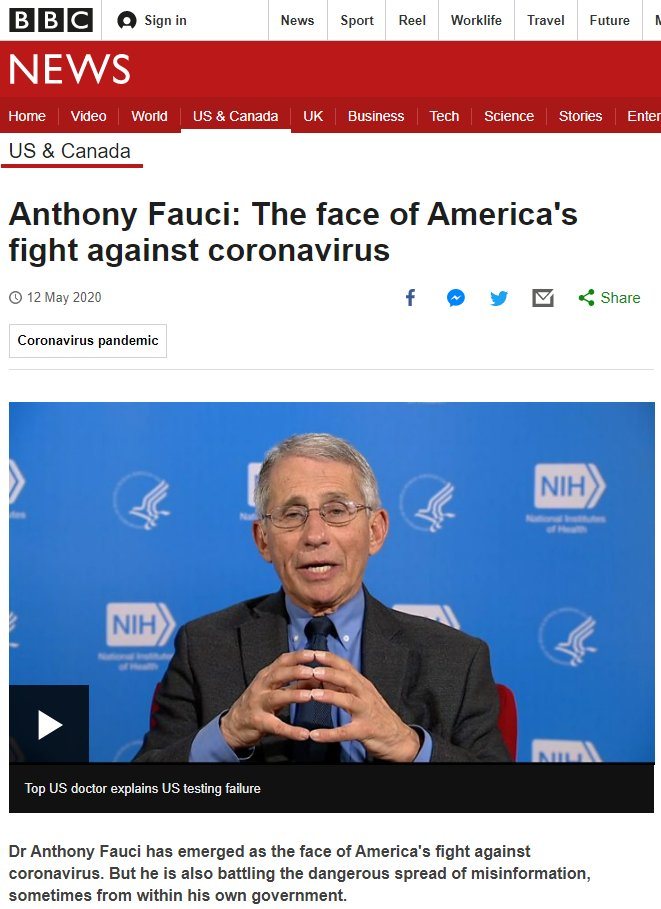 BBC Sign in News Sport Reel Worklife Travel Future
NEWS
Home Video World US & Canada UK Business Tech Science Stories Enter
US & Canada
Anthony Fauci: The face of America's
fight against coronavirus
12 May 2020 Share
Coronavirus pandemic
NIH
National Institutes
of Health
NIH
National Institutes
of Health
NIH
Top US doctor explains US testing failure
Dr Anthony Fauci has emerged as the face of America's fight against
coronavirus. But he is also battling the dangerous spread of misinformation,
sometimes from within his own government.